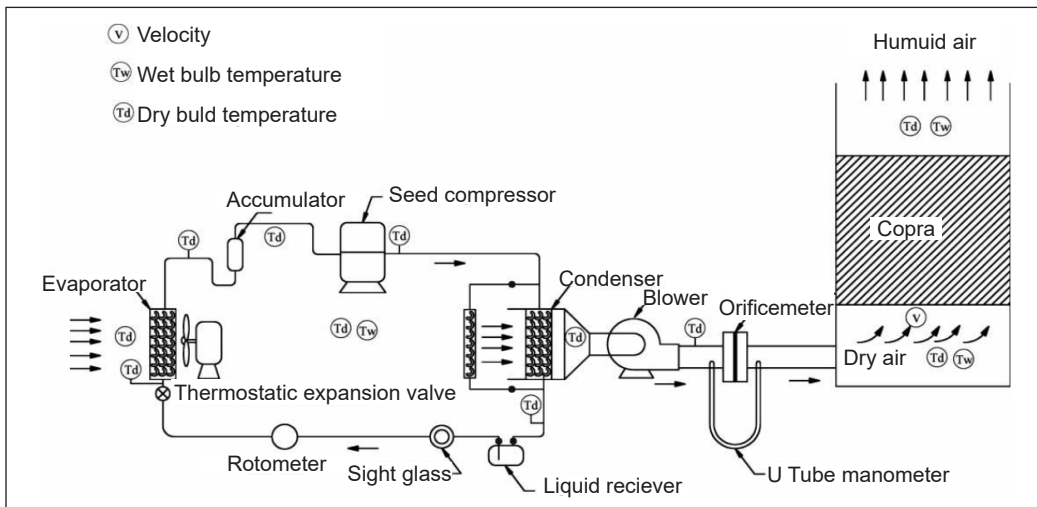 V Velocity
Tw Wet bulb temperature
Td Dry buld temperature
Humuid air
Td Tw
Accumulator
Seed compressor
Td
Td
Td
Copra
Evaporator
Condenser
Blower
Orificemeter
V
Td
Td Tw
Td
Td
Dry air
Td Tw
Td
Thermostatic expansion valve
Td
Rotometer
Sight glass
Liquid reciever
U Tube manometer